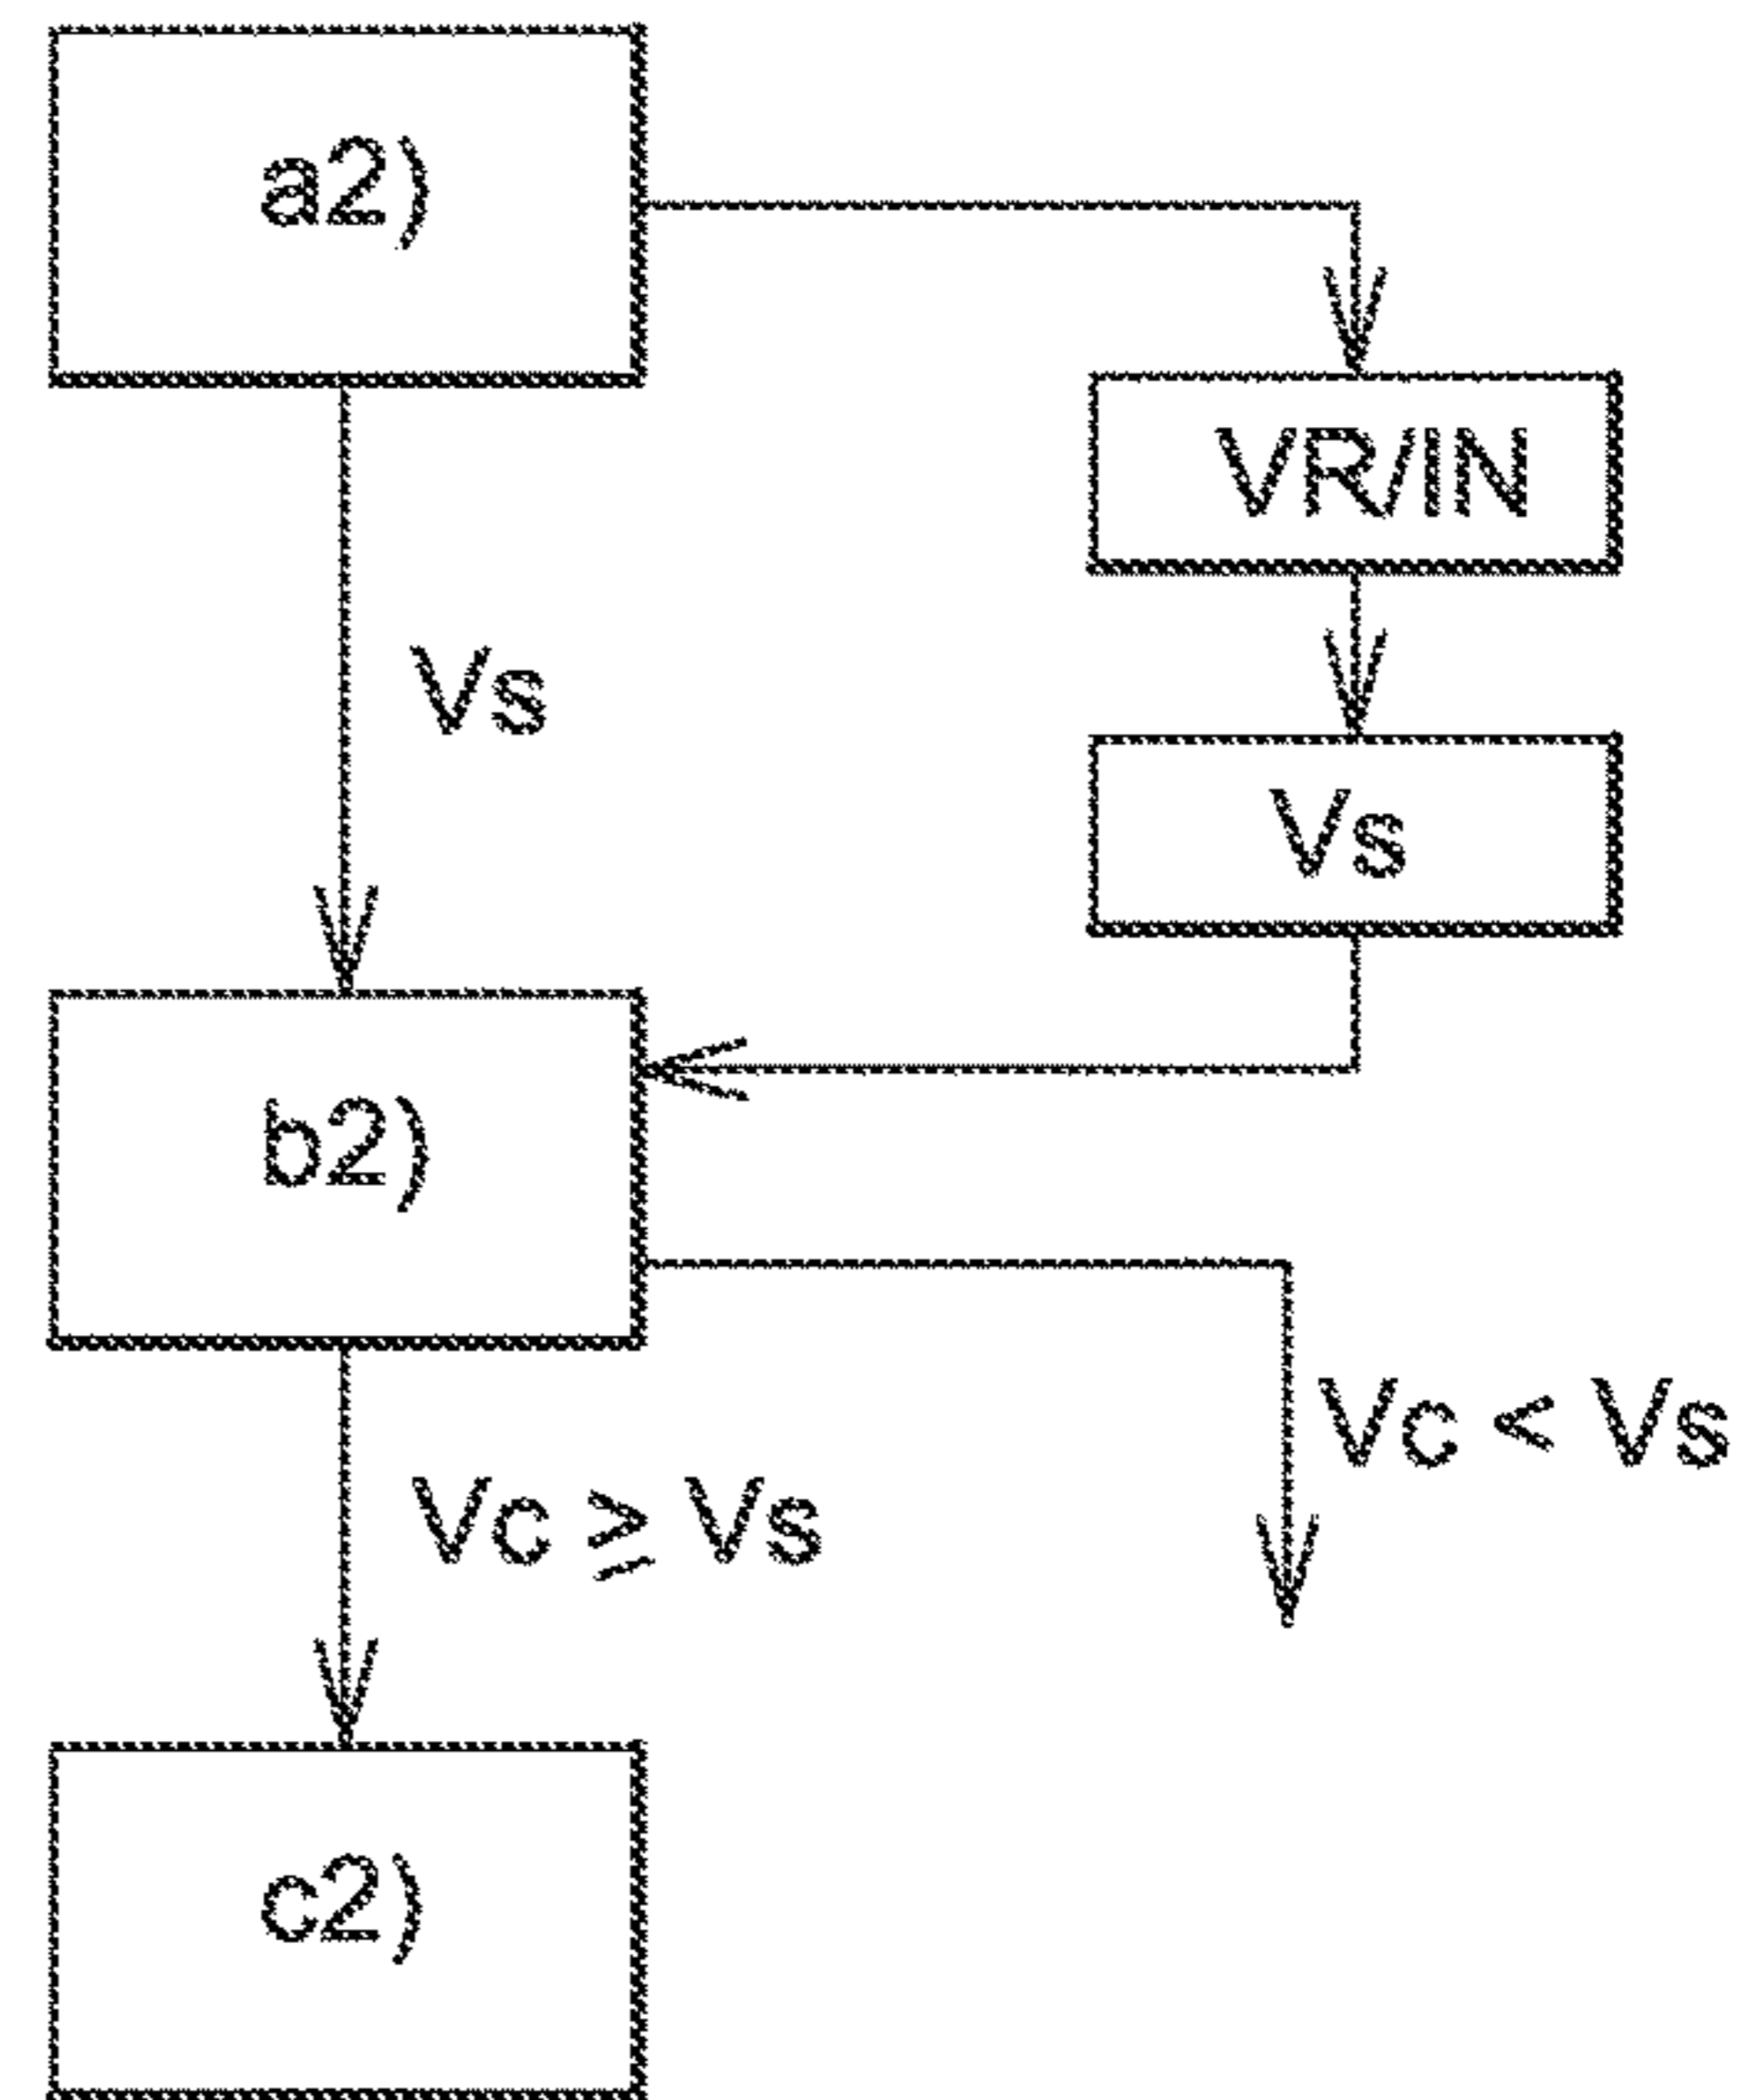 a2)
VR/IN
Vs
Vs
b2)
Vc < Vs
Vc ≥ Vs
c2)